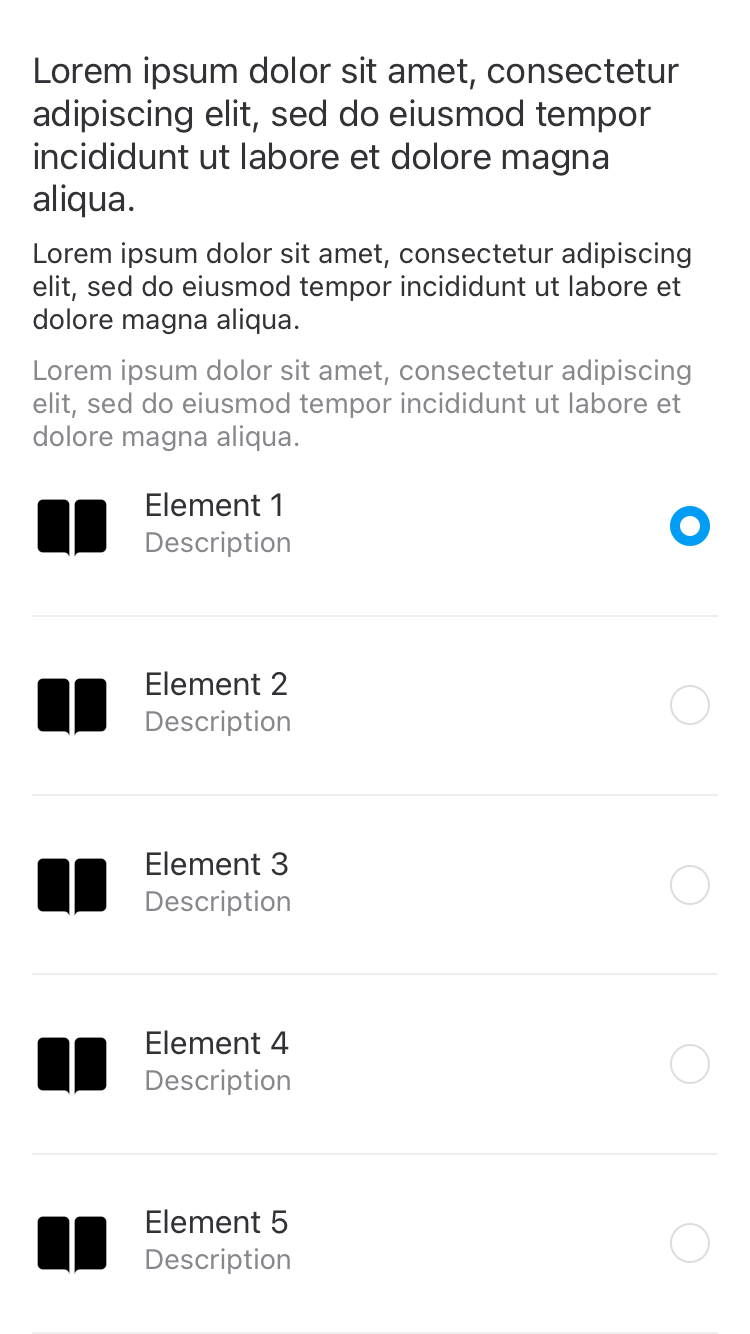 Lorem ipsum dolor sit amet, consectetur
adipiscing elit, sed do eiusmod tempor
incididunt ut labore et dolore magna
aliqua.
Lorem ipsum dolor sit amet, consectetur adipiscing
elit, sed do eiusmod tempor incididunt ut labore et
dolore magna aliqua.
Lorem ipsum dolor sit amet, consectetur adipiscing
elit, sed do eiusmod tempor incididunt ut labore et
dolore magna aliqua.
Element 1
Description
Element 2
Description
Element 3
Description
Element 4
Description
Element 5
Description